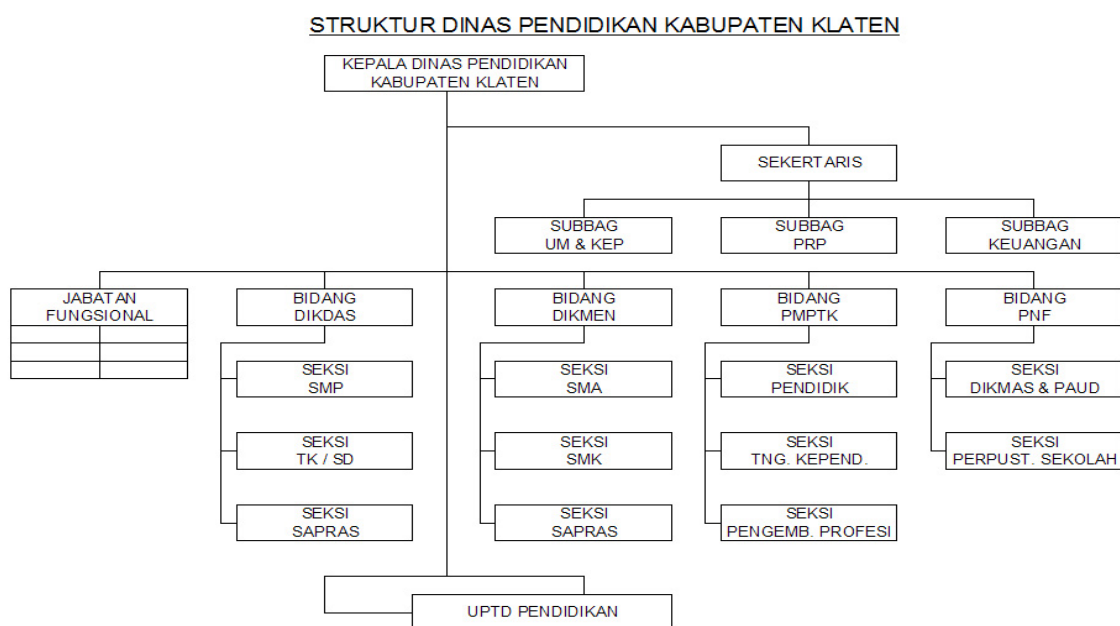 STRUKTUR DINAS PENDIDIKAN KABUPATEN KLATEN
KEPALA DINAS PENDIDIKAN
KABUPATEN KLATEN
SEKERTARIS
SUBBAG
UM & KEP
SUBBAG
PRP
SUBBAG
KEUANGAN
JABATAN
FUNGSIONAL
BIDANG
DIKDAS
BIDANG
DIKMEN
BIDANG
PMPTK
BIDANG
PNF
SEKSI
SMP
SEKSI
SMA
SEKSI
PENDIDIK
SEKSI
DIKMAS & PAUD
SEKSI
TK / SD
SEKSI
SMK
SEKSI
TNG. KEPEND.
SEKSI
PERPUST. SEKOLAH
SEKSI
SAPRAS
SEKSI
SAPRAS
SEKSI
PENGEMB. PROFESI
UPTD PENDIDIKAN